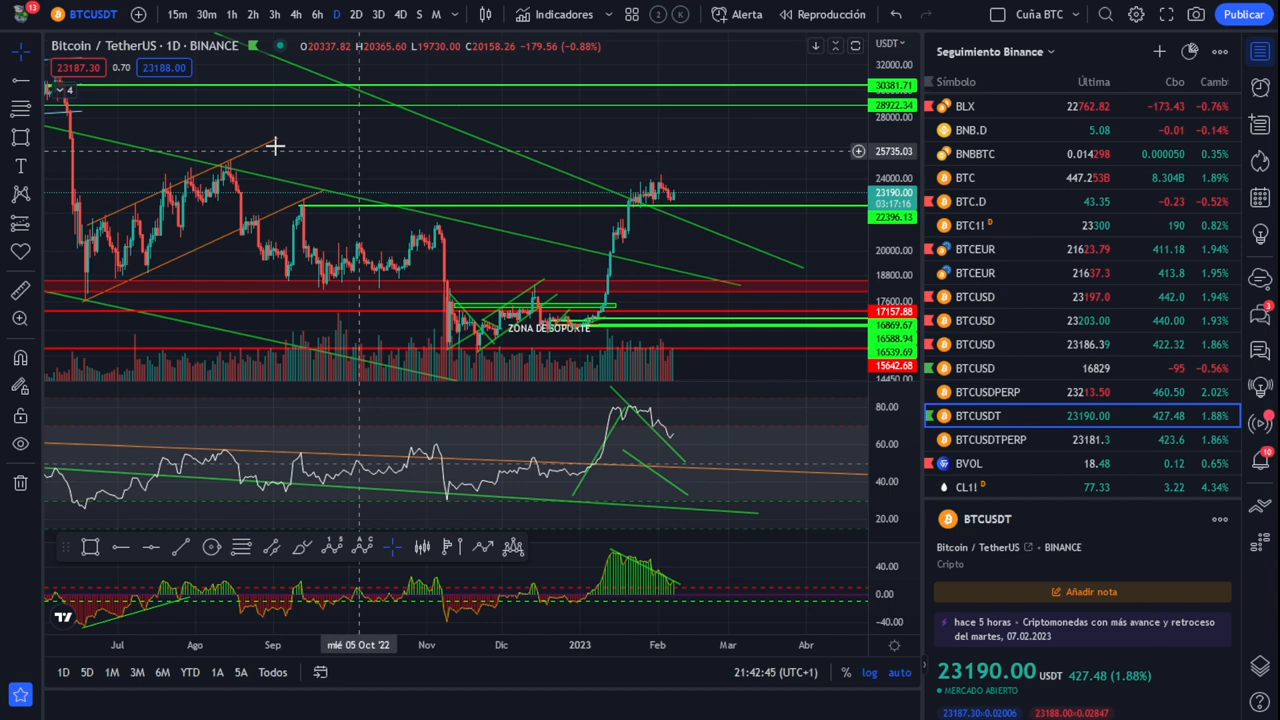 13
BTCUSDT
15m 30m 1h 2h 3h 4h 6h D 2D 3D 4D S M
Indicadores
2 K
Alerta
Reproducción
Cuña BTC
Publicar
Bitcoin / TetherUS · 1D · BINANCE
O20337.82 H20365.60 L19730.00 C20158.26 −179.56 (−0.88%)
23187.30 0.70 23188.00
4
USDT
32000.00
30381.71
28922.34
28000.00
25735.03
24000.00
23190.00
03:17:16
22396.13
20000.00
18800.00
17600.00
17157.88
16869.67
16588.94
16539.69
15642.68
14450.00
ZONA DE SOPORTE
80.00
60.00
40.00
20.00
40.00
0.00
−40.00
Jul Ago Sep mié 05 Oct '22 Nov Dic 2023 Feb Mar Abr
1D 5D 1M 3M 6M YTD 1A 5A Todos
21:42:45 (UTC+1) % log auto
Seguimiento Binance
Símbolo Última Cbo Camb
BLX 22762.82 −173.43 −0.76%
BNB.D 5.08 −0.01 −0.14%
BNBBTC 0.014298 0.000050 0.35%
BTC 447.253B 8.304B 1.89%
BTC.D 43.35 −0.23 −0.52%
BTC1! D 23300 190 0.82%
BTCEUR 21623.79 411.18 1.94%
BTCEUR 21637.3 413.8 1.95%
BTCUSD 23197.0 442.0 1.94%
BTCUSD 23203.00 440.00 1.93%
BTCUSD 23186.39 422.32 1.86%
BTCUSD 16829 −95 −0.56%
BTCUSDPERP 23213.50 460.50 2.02%
BTCUSDT 23190.00 427.48 1.88%
BTCUSDTPERP 23181.3 423.6 1.86%
BVOL 18.48 0.12 0.65%
CL1! D 77.33 3.22 4.34%
BTCUSDT
Bitcoin / TetherUS · BINANCE
Cripto
Añadir nota
hace 5 horas · Criptomonedas con más avance y retroceso
del martes, 07.02.2023
23190.00 USDT 427.48 (1.88%)
MERCADO ABIERTO
23187.30×0.02006 23188.00×0.02847
3
10